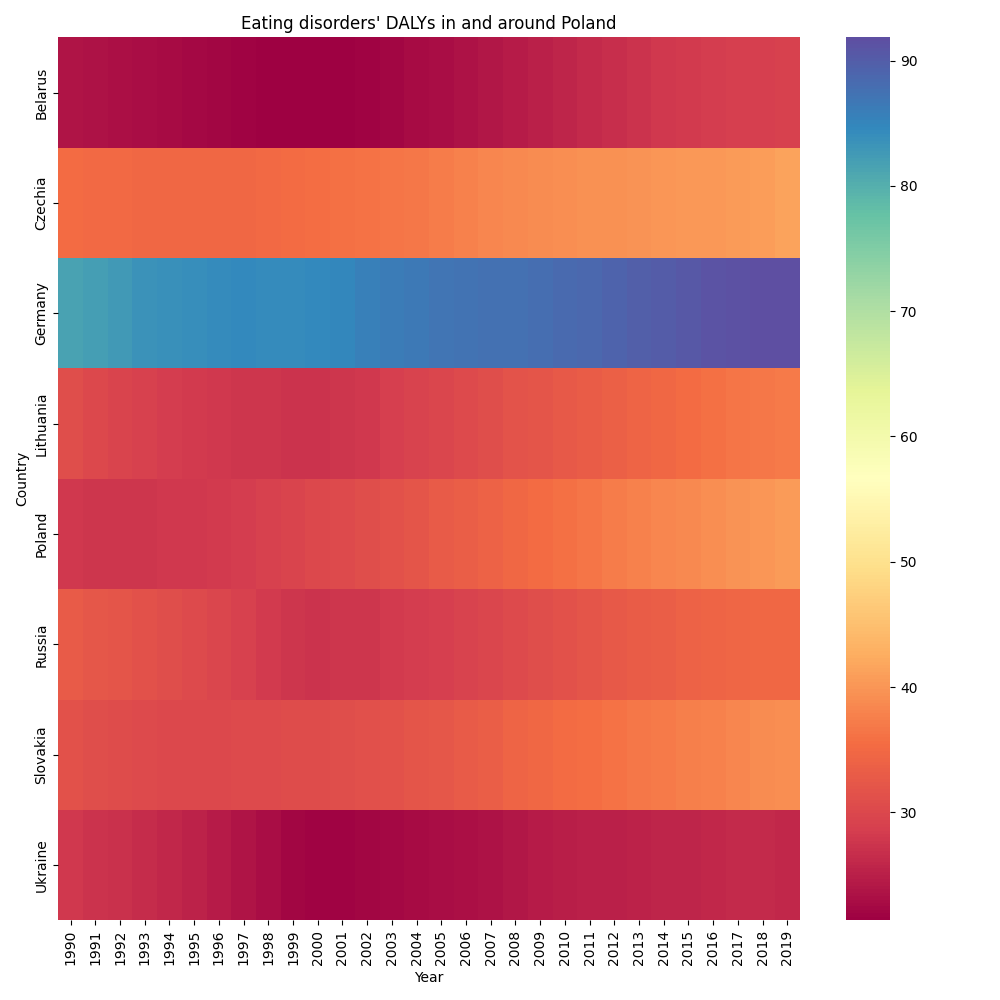 Eating disorders' DALYs in and around Poland
Country
Belarus
Czechia
Germany
Lithuania
Poland
Russia
Slovakia
Ukraine
90
80
70
60
50
40
30
1990 1991 1992 1993 1994 1995 1996 1997 1998 1999 2000 2001 2002 2003 2004 2005 2006 2007 2008 2009 2010 2011 2012 2013 2014 2015 2016 2017 2018 2019
Year